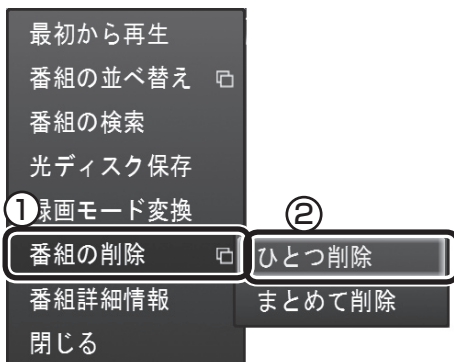 最初から再生
番組の並べ替え
番組の検索
光ディスク保存
① 録画モード変換
②
番組の削除 ひとつ削除
番組詳細情報 まとめて削除
閉じる